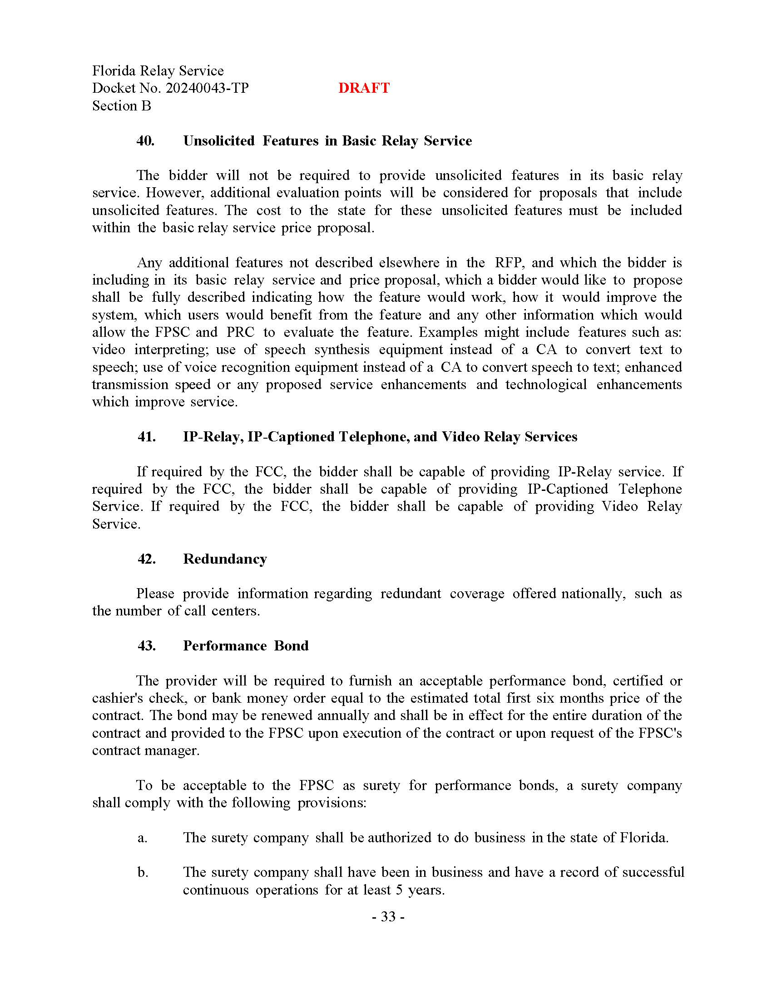 Florida Relay Service
Docket No. 20240043-TP DRAFT
Section B
40. Unsolicited Features in Basic Relay Service
The bidder will not be required to provide unsolicited features in its basic relay
service. However, additional evaluation points will be considered for proposals that include
unsolicited features. The cost to the state for these unsolicited features must be included
within the basic relay service price proposal.
Any additional features not described elsewhere in the RFP, and which the bidder is
including in its basic relay service and price proposal, which a bidder would like to propose
shall be fully described indicating how the feature would work, how it would improve the
system, which users would benefit from the feature and any other information which would
allow the FPSC and PRC to evaluate the feature. Examples might include features such as:
video interpreting; use of speech synthesis equipment instead of a CA to convert text to
speech; use of voice recognition equipment instead of a CA to convert speech to text; enhanced
transmission speed or any proposed service enhancements and technological enhancements
which improve service.
41. IP-Relay, IP-Captioned Telephone, and Video Relay Services
If required by the FCC, the bidder shall be capable of providing IP-Relay service. If
required by the FCC, the bidder shall be capable of providing IP-Captioned Telephone
Service. If required by the FCC, the bidder shall be capable of providing Video Relay
Service.
42. Redundancy
Please provide information regarding redundant coverage offered nationally, such as
the number of call centers.
43. Performance Bond
The provider will be required to furnish an acceptable performance bond, certified or
cashier's check, or bank money order equal to the estimated total first six months price of the
contract. The bond may be renewed annually and shall be in effect for the entire duration of the
contract and provided to the FPSC upon execution of the contract or upon request of the FPSC's
contract manager.
To be acceptable to the FPSC as surety for performance bonds, a surety company
shall comply with the following provisions:
a. The surety company shall be authorized to do business in the state of Florida.
b. The surety company shall have been in business and have a record of successful
continuous operations for at least 5 years.
- 33 -